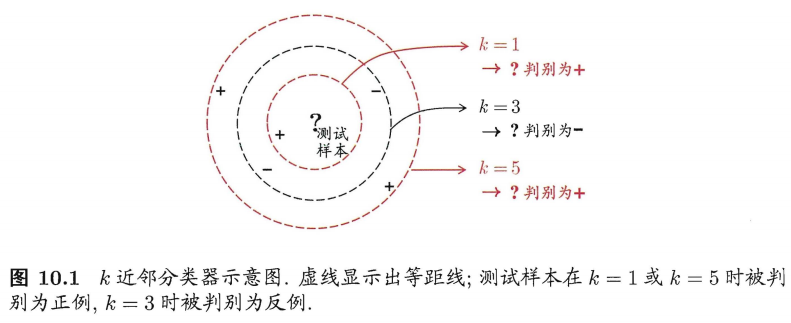 k = 1
→ ? 判别为+
+
−
k = 3
?
测试
+
→ ? 判别为−
样本
−
k = 5
+
→ ? 判别为+
图 10.1 k 近邻分类器示意图. 虚线显示出等距线; 测试样本在 k = 1 或 k = 5 时被判
别为正例, k = 3 时被判别为反例.